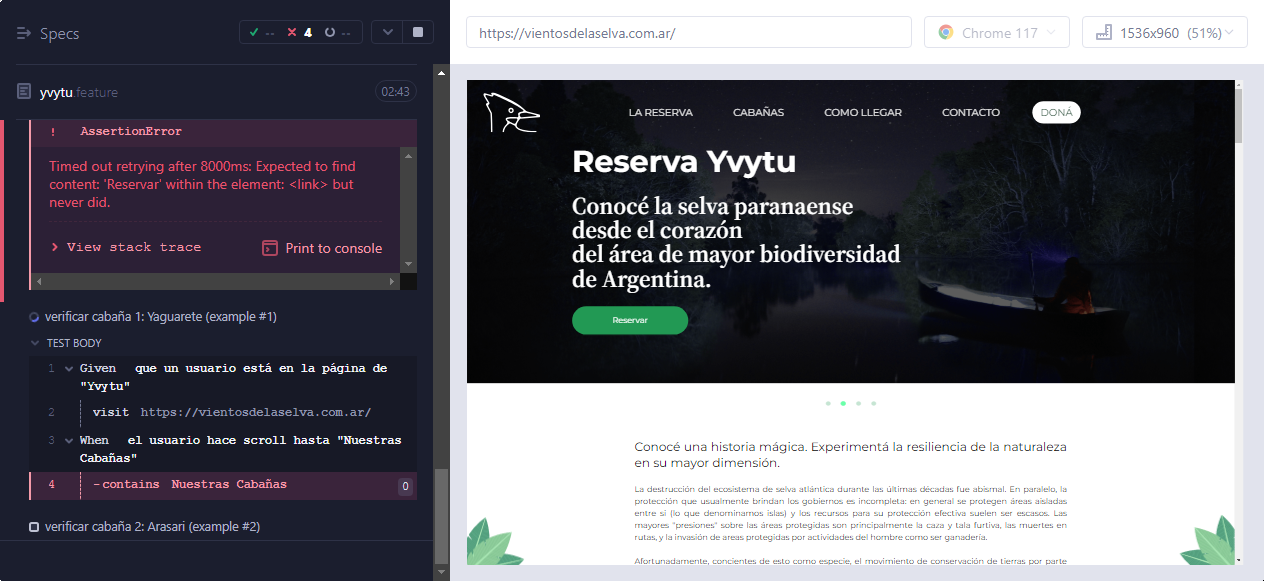 Specs
-- 4 --
yvytu.feature
02:43
! AssertionError
Timed out retrying after 8000ms: Expected to find
content: 'Reservar' within the element: <link> but
never did.
> View stack trace
Print to console
verificar cabaña 1: Yaguarete (example #1)
TEST BODY
1 Given que un usuario está en la página de
"Yvytu"
2 visit https://vientosdelaselva.com.ar/
3 When el usuario hace scroll hasta "Nuestras
Cabañas"
4 -contains Nuestras Cabañas 0
verificar cabaña 2: Arasari (example #2)
https://vientosdelaselva.com.ar/
Chrome 117
1536x960 (51%)
LA RESERVA CABAÑAS COMO LLEGAR CONTACTO DONÁ
Reserva Yvytu
Conocé la selva paranaense
desde el corazón
del área de mayor biodiversidad
de Argentina.
Reservar
Conocé una historia mágica. Experimentá la resiliencia de la naturaleza
en su mayor dimensión.
La destrucción del ecosistema de selva atlántica durante las últimas décadas fue abismal. En paralelo, la
protección que usualmente brindan los gobiernos es incompleta: en general se protegen áreas aisladas
entre sí (lo que denominamos islas) y los recursos para su protección efectiva suelen ser escasos. Las
mayores "presiones" sobre las áreas protegidas son principalmente la caza y tala furtiva, las muertes en
rutas, y la invasión de areas protegidas por actividades del hombre como ser ganadería.
Afortunadamente, concientes de esto como especie, el movimiento de conservación de tierras por parte